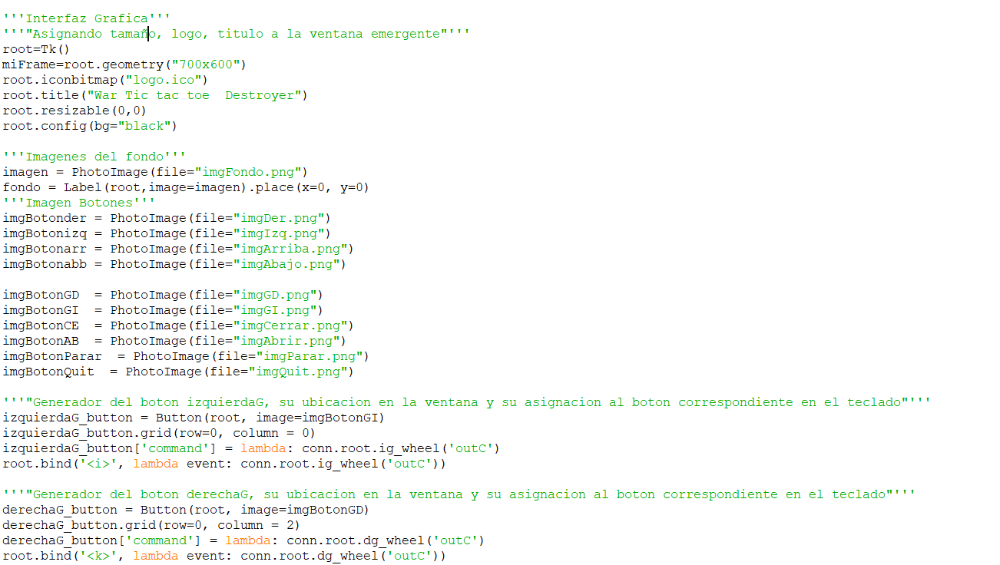 '''Interfaz Grafica'''
'''"Asignando tamaño, logo, titulo a la ventana emergente"'''
root=Tk()
miFrame=root.geometry("700x600")
root.iconbitmap("logo.ico")
root.title("War Tic tac toe  Destroyer")
root.resizable(0,0)
root.config(bg="black")

'''Imagenes del fondo'''
imagen = PhotoImage(file="imgFondo.png")
fondo = Label(root,image=imagen).place(x=0, y=0)
'''Imagen Botones'''
imgBotonder = PhotoImage(file="imgDer.png")
imgBotonizq = PhotoImage(file="imgIzq.png")
imgBotonarr = PhotoImage(file="imgArriba.png")
imgBotonabb = PhotoImage(file="imgAbajo.png")

imgBotonGD  = PhotoImage(file="imgGD.png")
imgBotonGI  = PhotoImage(file="imgGI.png")
imgBotonCE  = PhotoImage(file="imgCerrar.png")
imgBotonAB  = PhotoImage(file="imgAbrir.png")
imgBotonParar  = PhotoImage(file="imgParar.png")
imgBotonQuit  = PhotoImage(file="imgQuit.png")

'''"Generador del boton izquierdaG, su ubicacion en la ventana y su asignacion al boton correspondiente en el teclado"'''
izquierdaG_button = Button(root, image=imgBotonGI)
izquierdaG_button.grid(row=0, column = 0)
izquierdaG_button['command'] = lambda: conn.root.ig_wheel('outC')
root.bind('<i>', lambda event: conn.root.ig_wheel('outC'))

'''"Generador del boton derechaG, su ubicacion en la ventana y su asignacion al boton correspondiente en el teclado"'''
derechaG_button = Button(root, image=imgBotonGD)
derechaG_button.grid(row=0, column = 2)
derechaG_button['command'] = lambda: conn.root.dg_wheel('outC')
root.bind('<k>', lambda event: conn.root.dg_wheel('outC'))